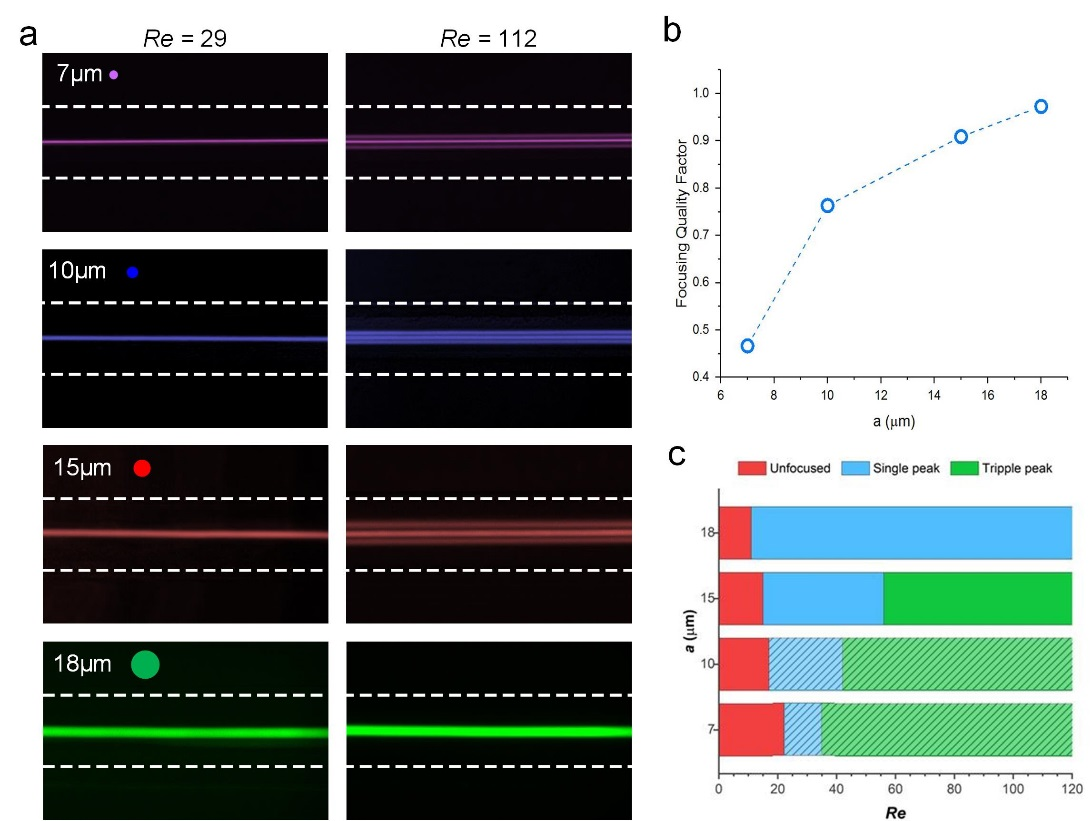 a
Re = 29
Re = 112
7µm
10µm
15µm
18µm
b
1.0
0.9
0.8
0.7
0.6
0.5
0.4
Focusing Quality Factor
6 8 10 12 14 16 18
a (μm)
c
Unfocused Single peak Tripple peak
18
15
10
7
a (μm)
0 20 40 60 80 100 120
Re